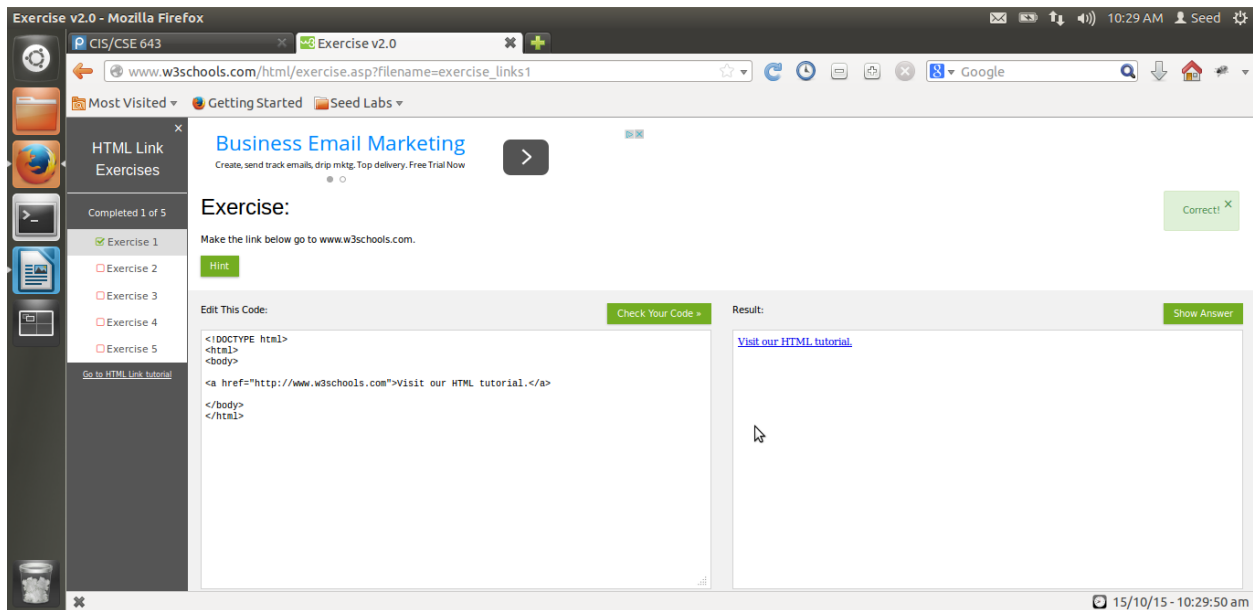 Exercise v2.0 - Mozilla Firefox
10:29 AM Seed
CIS/CSE 643
Exercise v2.0
www.w3schools.com/html/exercise.asp?filename=exercise_links1
Google
Most Visited
Getting Started
Seed Labs
HTML Link
Exercises
Completed 1 of 5
Exercise 1
Exercise 2
Exercise 3
Exercise 4
Exercise 5
Go to HTML Link tutorial
Business Email Marketing
Create, send track emails, drip mktg. Top delivery. Free Trial Now
Exercise:
Correct!
Make the link below go to www.w3schools.com.
Hint
Edit This Code:
Check Your Code »
<!DOCTYPE html>
<html>
<body>
<a href="http://www.w3schools.com">Visit our HTML tutorial.</a>
</body>
</html>
Result:
Show Answer
Visit our HTML tutorial.
15/10/15 - 10:29:50 am